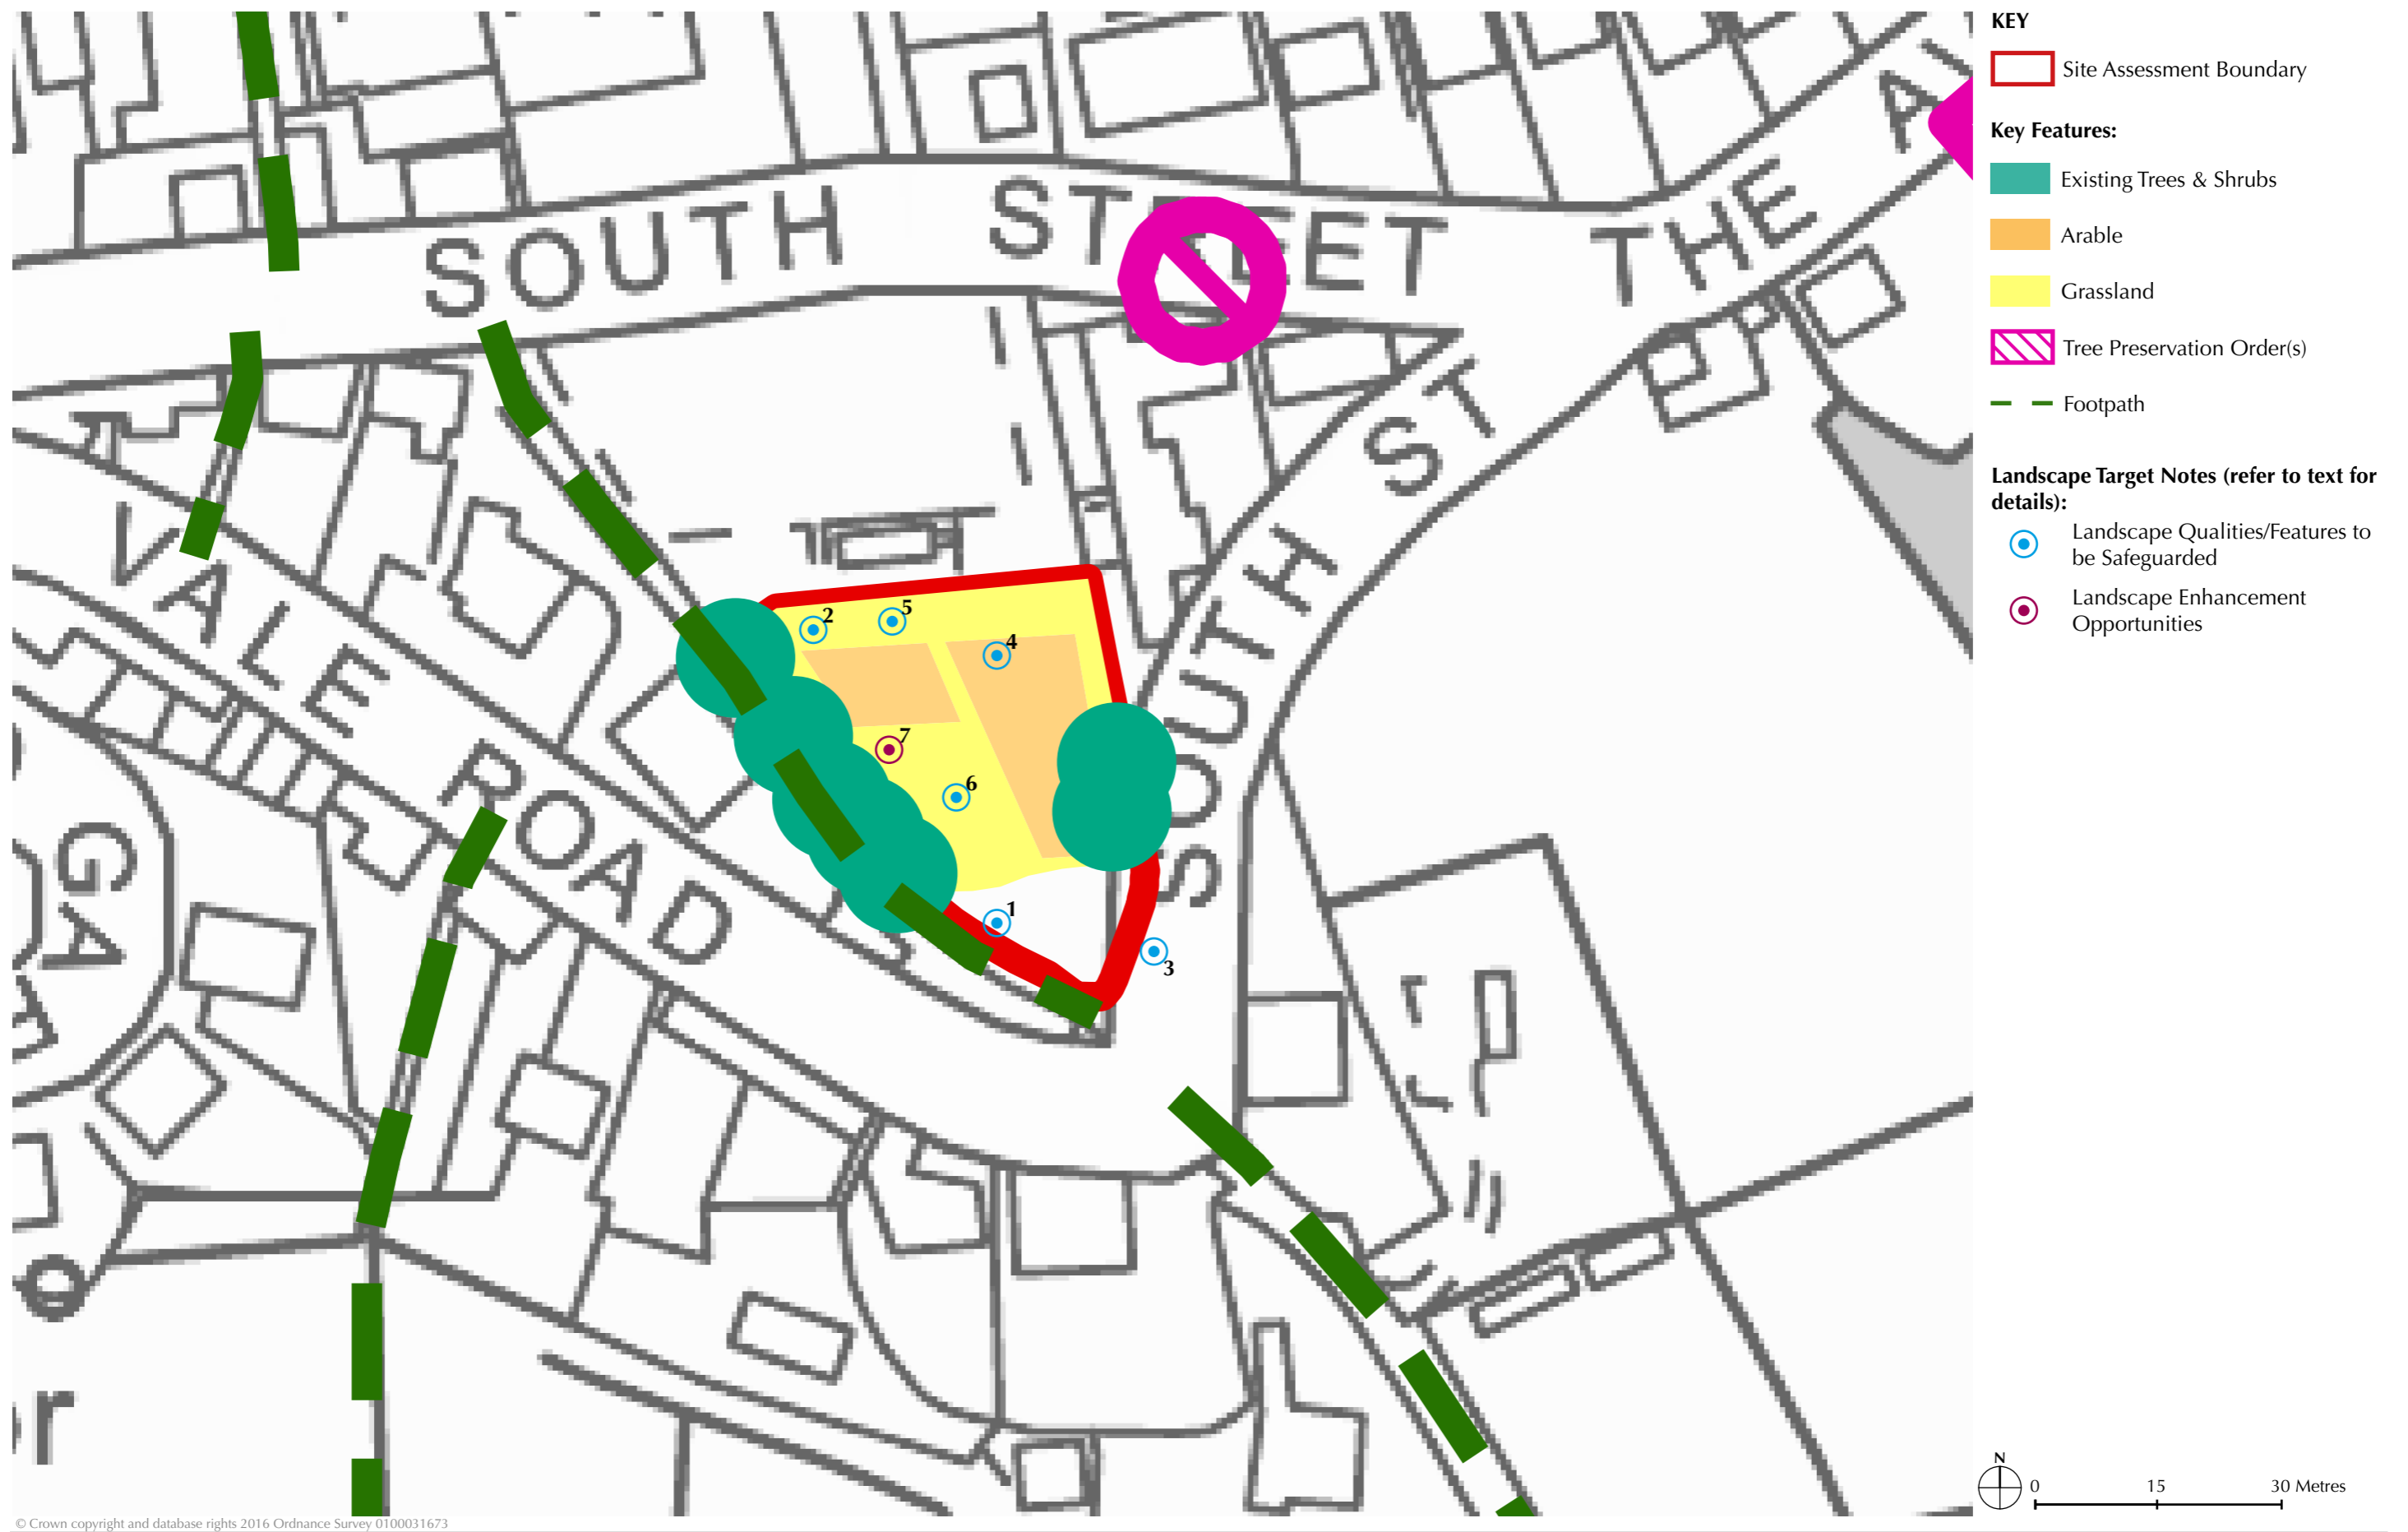 SOUTH STREET
THE
A
SOUTH ST
VALE ROAD
GA
or
2
5
4
7
6
1
3
KEY
Site Assessment Boundary
Key Features:
Existing Trees & Shrubs
Arable
Grassland
Tree Preservation Order(s)
Footpath
Landscape Target Notes (refer to text for
details):
Landscape Qualities/Features to
be Safeguarded
Landscape Enhancement
Opportunities
N
0 15 30 Metres
© Crown copyright and database rights 2016 Ordnance Survey 0100031673